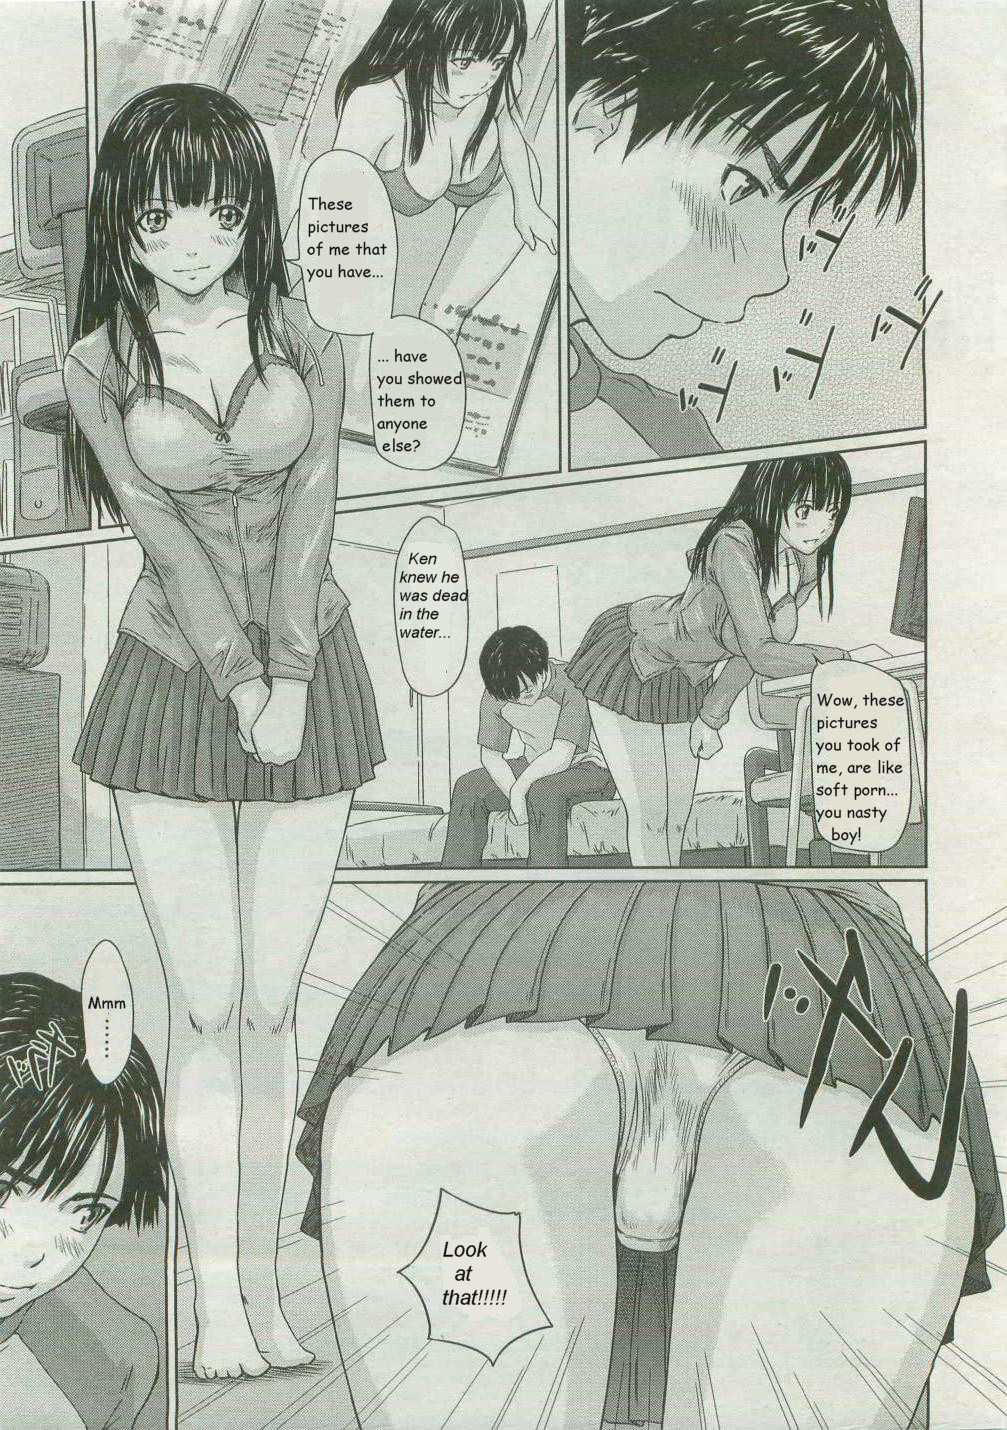 These
pictures
of me that
you have...
... have
you showed
them to
anyone
else?
Ken
knew he
was dead
in the
water...
Wow, these
pictures
you took of
me, are like
soft porn...
you nasty
boy!
Mmm
.........
Look
at
that!!!!!